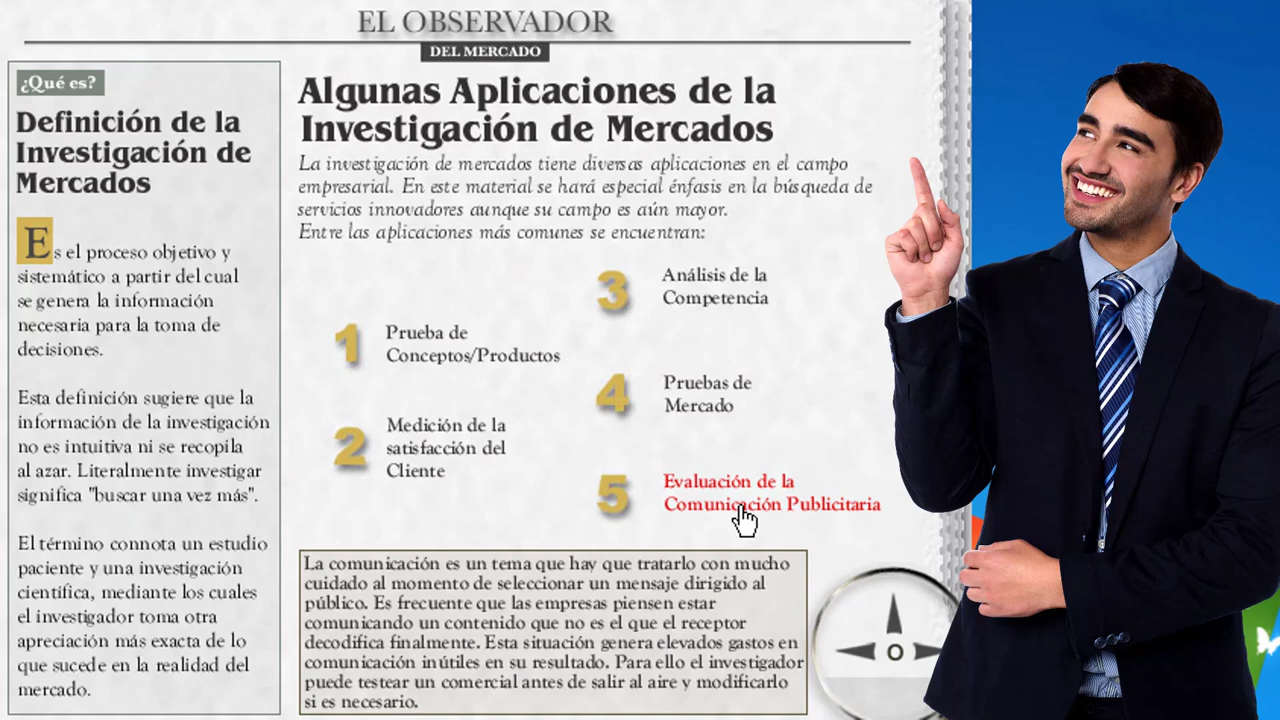 EL OBSERVADOR
DEL MERCADO
¿Qué es?
Definición de la
Investigación de
Mercados
Es el proceso objetivo y
sistemático a partir del cual
se genera la información
necesaria para la toma de
decisiones.
Esta definición sugiere que la
información de la investigación
no es intuitiva ni se recopila
al azar. Literalmente investigar
significa "buscar una vez más".
El término connota un estudio
paciente y una investigación
científica, mediante los cuales
el investigador toma otra
apreciación más exacta de lo
que sucede en la realidad del
mercado.
Algunas Aplicaciones de la
Investigación de Mercados
La investigación de mercados tiene diversas aplicaciones en el campo
empresarial. En este material se hará especial énfasis en la búsqueda de
servicios innovadores aunque su campo es aún mayor.
Entre las aplicaciones más comunes se encuentran:
1 Prueba de
Conceptos/Productos
2 Medición de la
satisfacción del
Cliente
3 Análisis de la
Competencia
4 Pruebas de
Mercado
5 Evaluación de la
Comunicación Publicitaria
La comunicación es un tema que hay que tratarlo con mucho
cuidado al momento de seleccionar un mensaje dirigido al
público. Es frecuente que las empresas piensen estar
comunicando un contenido que no es el que el receptor
decodifica finalmente. Esta situación genera elevados gastos en
comunicación inútiles en su resultado. Para ello el investigador
puede testear un comercial antes de salir al aire y modificarlo
si es necesario.
O